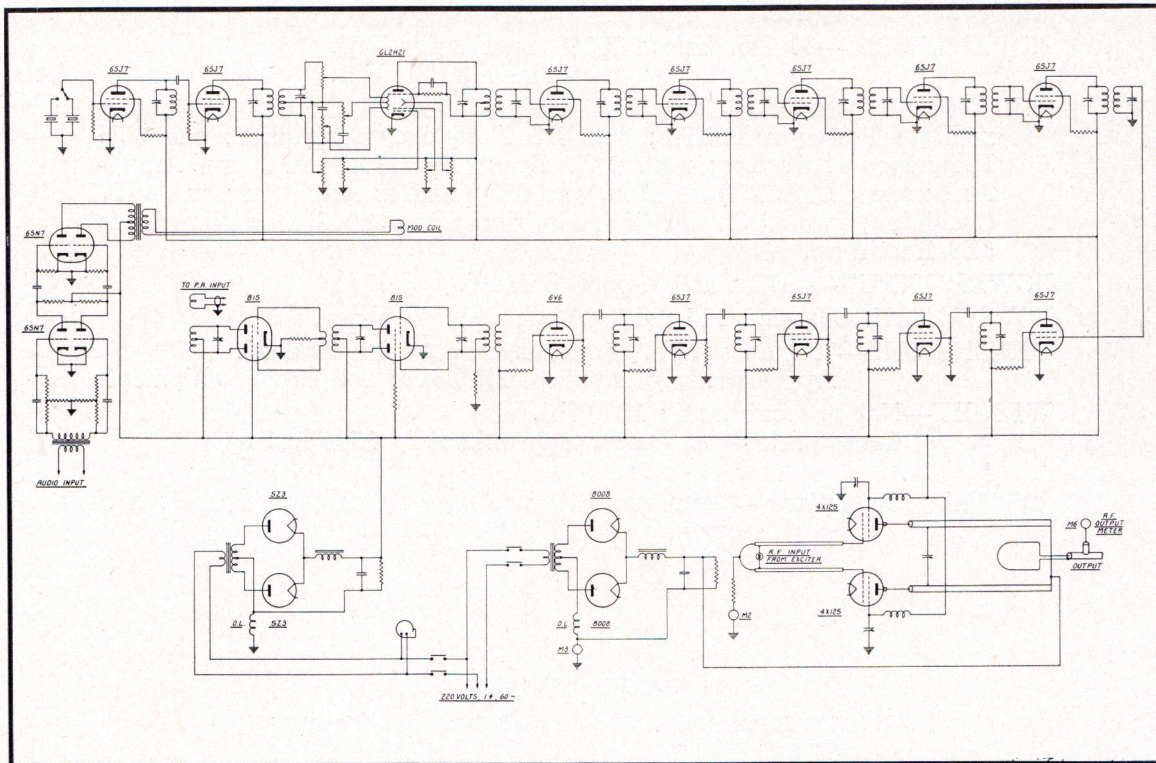 6SJ7
6SJ7
GL2H21
6SJ7
6SJ7
6SJ7
6SJ7
6SJ7
6SN7
MOD. COIL
TO P.A. INPUT
815
815
6V6
6SJ7
6SJ7
6SJ7
6SJ7
6SN7
AUDIO INPUT
5Z3
8008
4X125
M6
R.F.
OUTPUT
METER
R.F. INPUT
FROM EXCITER
OUTPUT
O.L.
5Z3
O.L.
8008
M2
4X125
M3
220 VOLTS, 1 ϕ, 60 ~